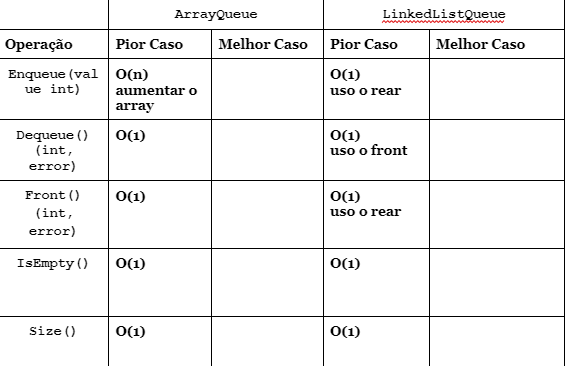 ArrayQueue LinkedListQueue
Operação Pior Caso Melhor Caso Pior Caso Melhor Caso
Enqueue(val O(n) O(1)
ue int) aumentar o uso o rear
array
Dequeue() O(1) O(1)
(int, uso o front
error)
Front() O(1) O(1)
(int, uso o rear
error)
IsEmpty() O(1) O(1)
Size() O(1) O(1)